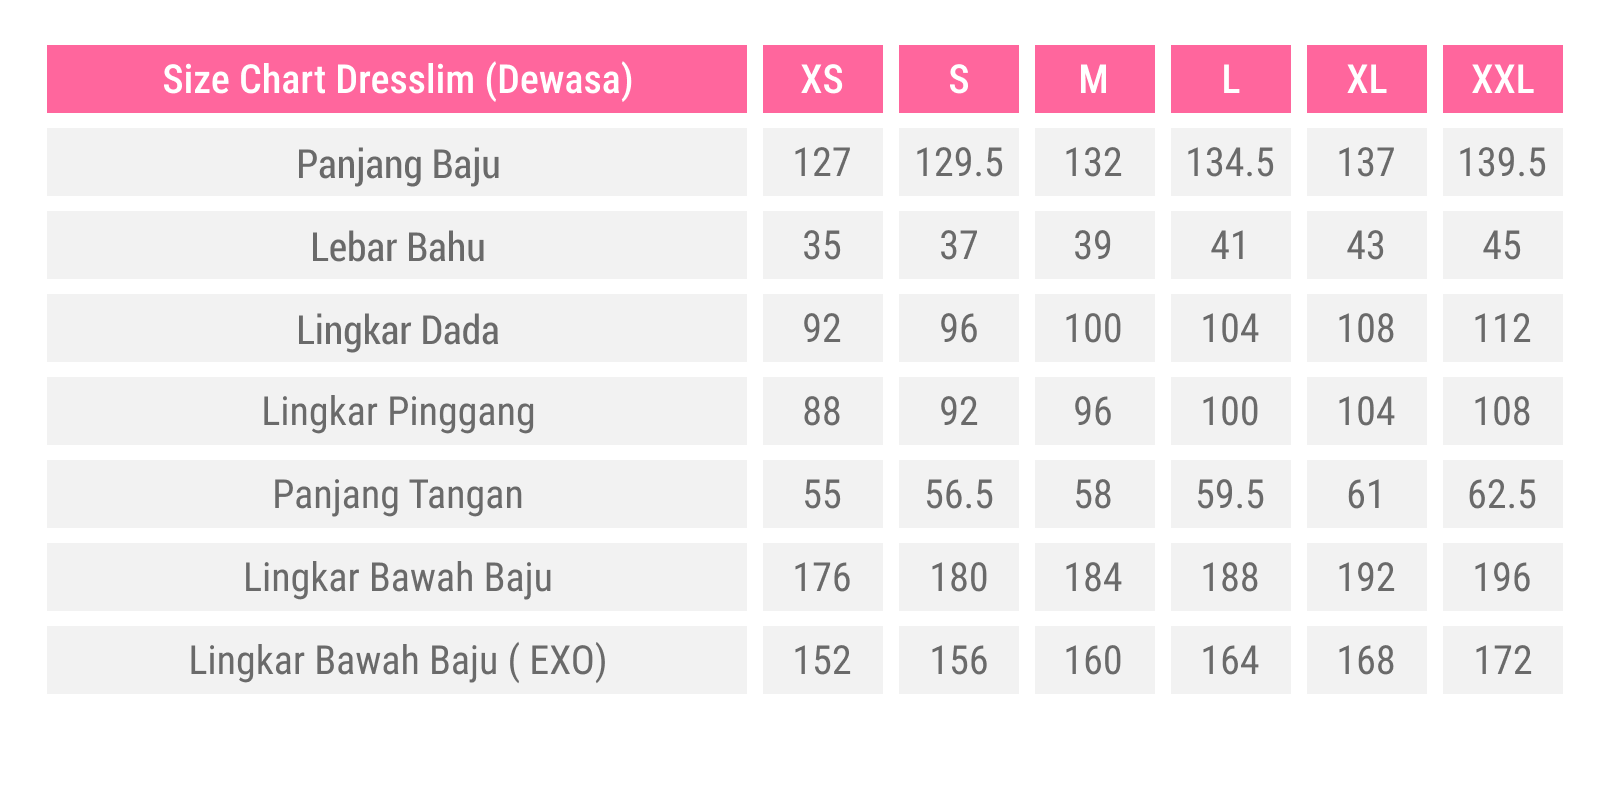 Size Chart Dresslim (Dewasa) XS S M L XL XXL
Panjang Baju 127 129.5 132 134.5 137 139.5
Lebar Bahu 35 37 39 41 43 45
Lingkar Dada 92 96 100 104 108 112
Lingkar Pinggang 88 92 96 100 104 108
Panjang Tangan 55 56.5 58 59.5 61 62.5
Lingkar Bawah Baju 176 180 184 188 192 196
Lingkar Bawah Baju ( EXO) 152 156 160 164 168 172